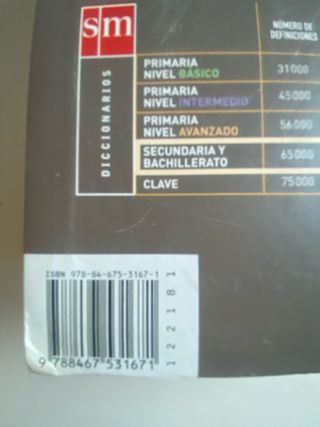 sm
NÚMERO DE
DEFINICIONES
DICCIONARIOS
PRIMARIA
NIVEL BÁSICO 31000
PRIMARIA
NIVEL INTERMEDIO 45000
PRIMARIA
NIVEL AVANZADO 56000
SECUNDARIA Y
BACHILLERATO 65000
CLAVE 75000
ISBN 978-84-675-3167-1
9 788467 531671
122181